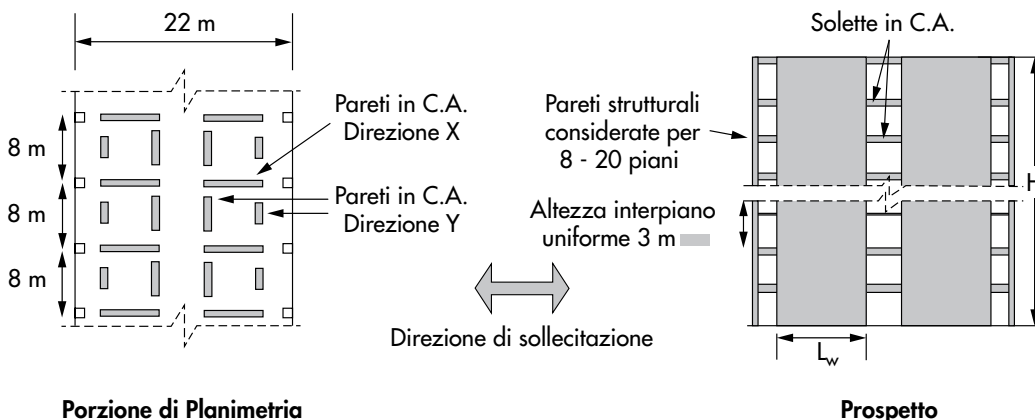 22 m
8 m
8 m
8 m
Pareti in C.A.
Direzione X
Pareti in C.A.
Direzione Y
Direzione di sollecitazione
Porzione di Planimetria
Solette in C.A.
Pareti strutturali
considerate per
8 - 20 piani
Altezza interpiano
uniforme 3 m
H
Lw
Prospetto